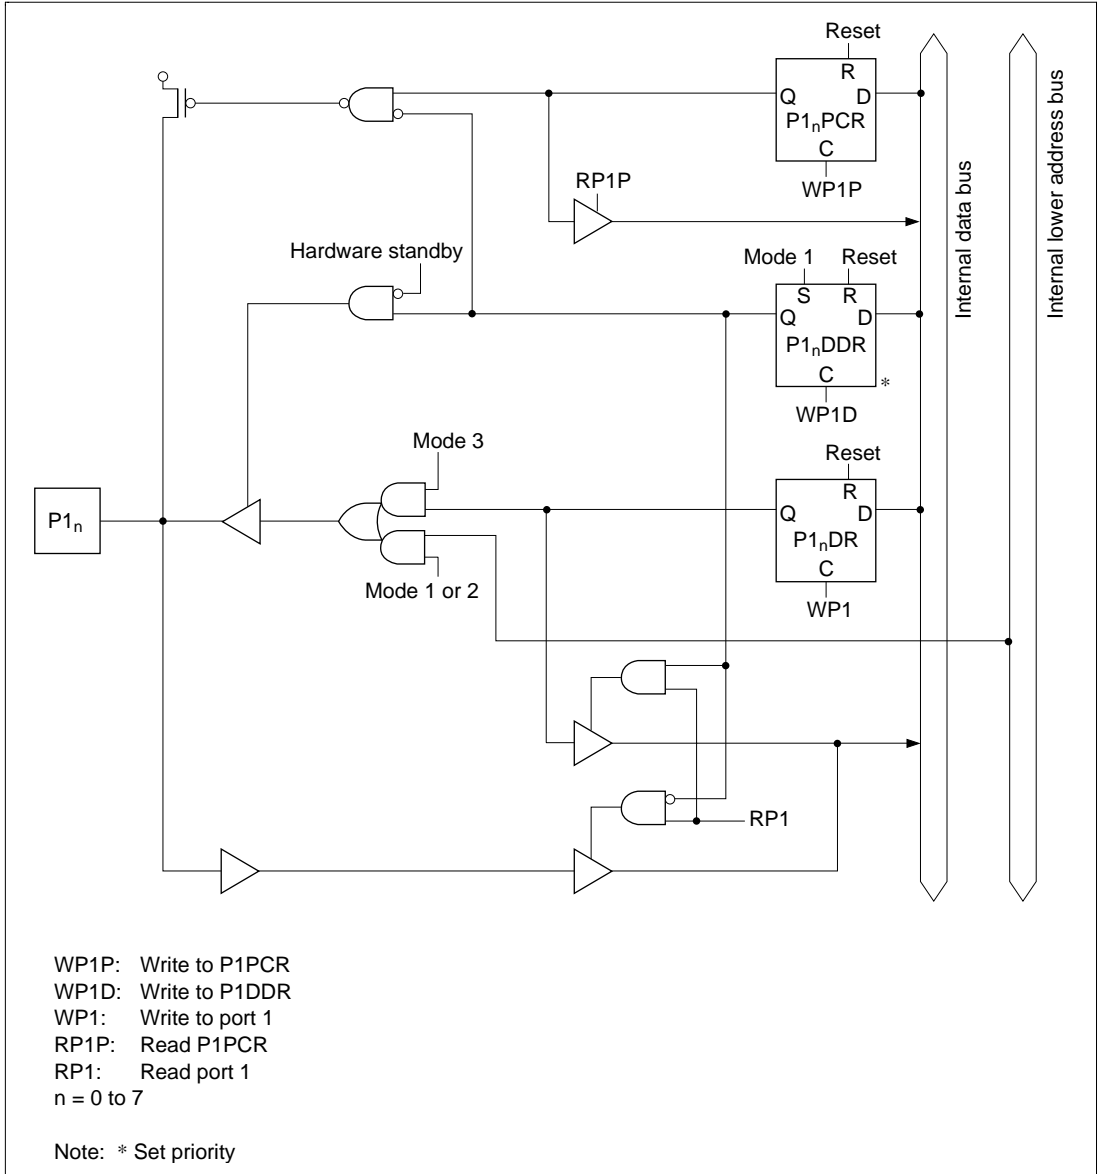 Reset
R
Q D
P1nPCR
C
WP1P
RP1P
Hardware standby
Mode 1 Reset
S R
Q D
P1nDDR
C
*
WP1D
Mode 3
Reset
R
Q D
P1nDR
C
WP1
P1n
Mode 1 or 2
RP1
Internal data bus
Internal lower address bus
WP1P: Write to P1PCR
WP1D: Write to P1DDR
WP1: Write to port 1
RP1P: Read P1PCR
RP1: Read port 1
n = 0 to 7
Note: * Set priority